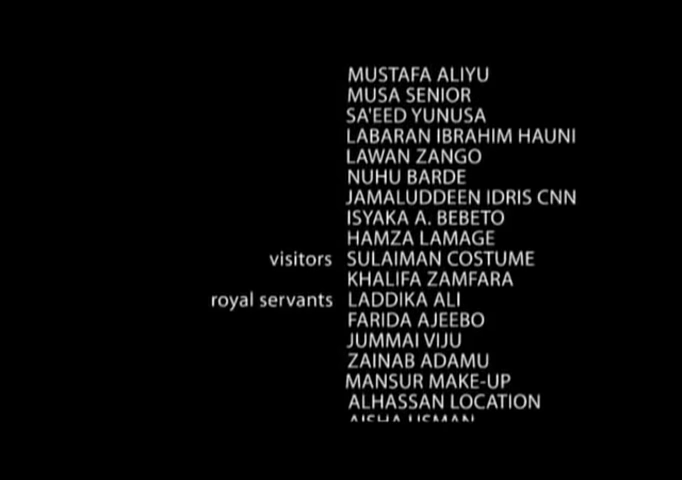 MUSTAFA ALIYU
MUSA SENIOR
SA'EED YUNUSA
LABARAN IBRAHIM HAUNI
LAWAN ZANGO
NUHU BARDE
JAMALUDDEEN IDRIS CNN
ISYAKA A. BEBETO
HAMZA LAMAGE
visitors SULAIMAN COSTUME
KHALIFA ZAMFARA
royal servants LADDIKA ALI
FARIDA AJEEBO
JUMMAI VIJU
ZAINAB ADAMU
MANSUR MAKE-UP
ALHASSAN LOCATION
AISHA USMAN